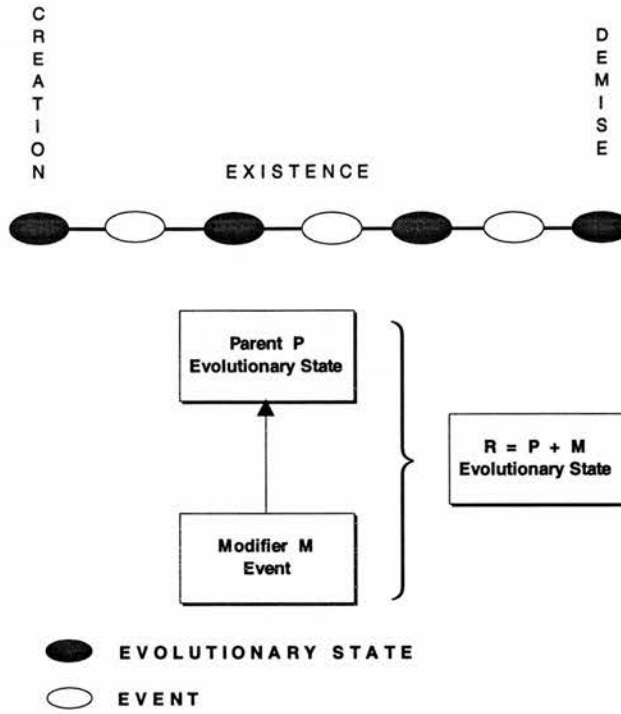 CREATION
DEMISE
EXISTENCE
Parent P
Evolutionary State
R = P + M
Evolutionary State
Modifier M
Event
EVOLUTIONARY STATE
EVENT